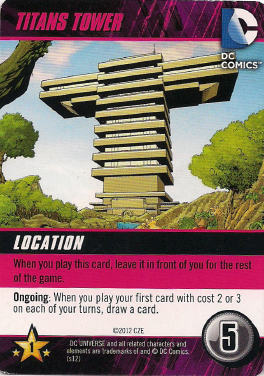 TITANS TOWER
DC
DC
COMICS™
LOCATION
When you play this card, leave it in front of you for the rest
of the game.
Ongoing: When you play your first card with cost 2 or 3
on each of your turns, draw a card.
©2012 CZE
1
DC UNIVERSE and all related characters and
elements are trademarks of and © DC Comics.
(s12)
5